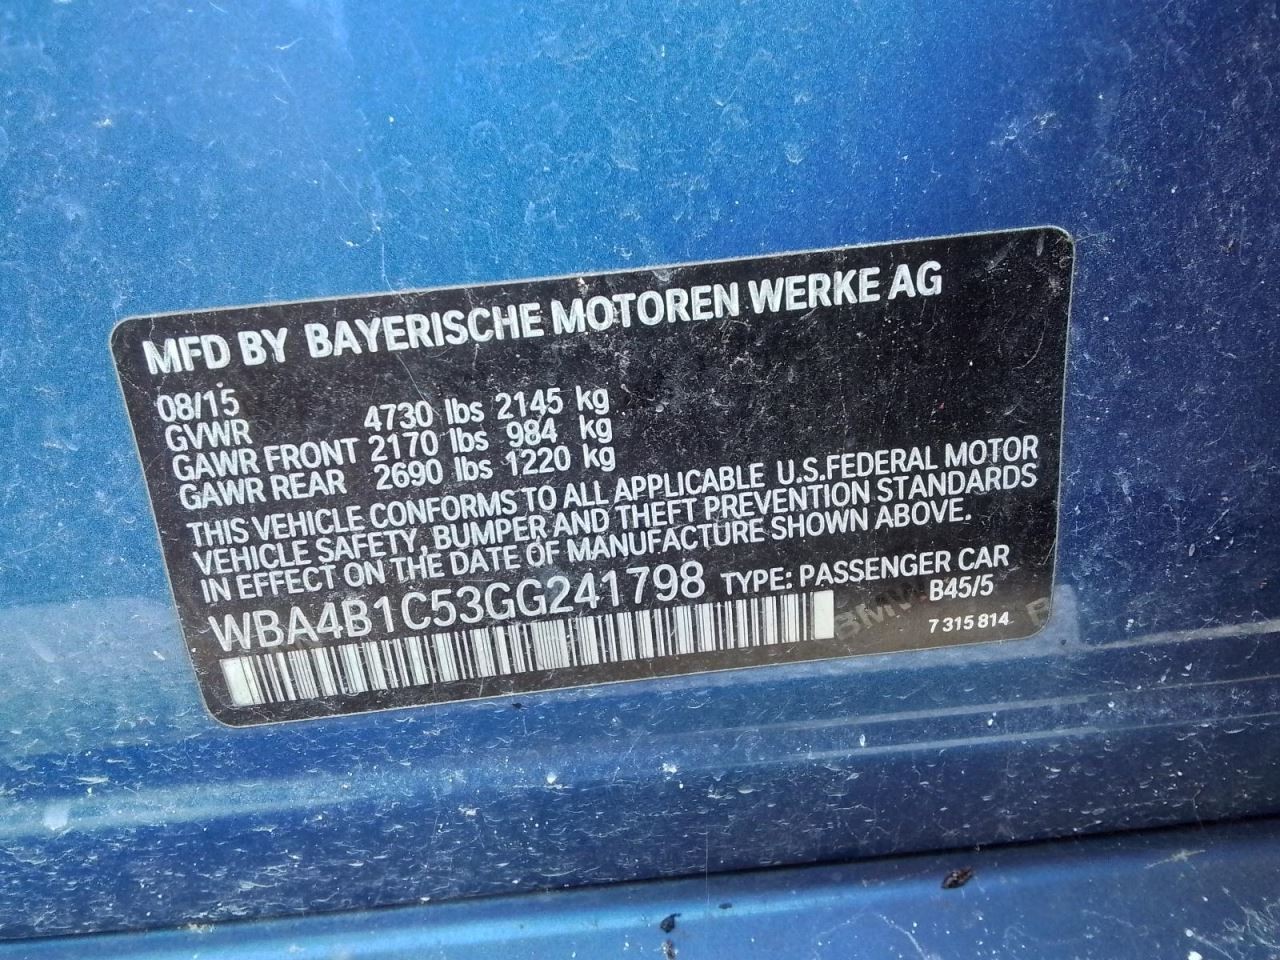 MFD BY BAYERISCHE MOTOREN WERKE AG
08/15
GVWR 4730 lbs 2145 kg
GAWR FRONT 2170 lbs 984 kg
GAWR REAR 2690 lbs 1220 kg
THIS VEHICLE CONFORMS TO ALL APPLICABLE U.S.FEDERAL MOTOR
VEHICLE SAFETY, BUMPER AND THEFT PREVENTION STANDARDS
IN EFFECT ON THE DATE OF MANUFACTURE SHOWN ABOVE.
WBA4B1C53GG241798 TYPE: PASSENGER CAR
B45/5
BMW
7 315 814